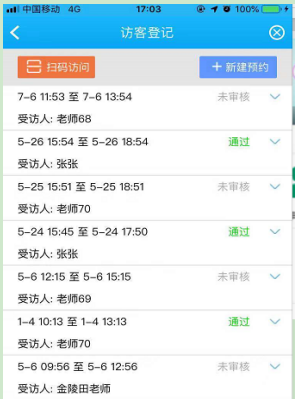 中国移动 4G 17:03 100%
访客登记
扫码访问 + 新建预约
7-6 11:53 至 7-6 13:54 未审核
受访人: 老师68
5-26 15:54 至 5-26 18:54 通过
受访人: 张张
5-25 15:51 至 5-25 18:51 未审核
受访人: 老师70
5-24 15:45 至 5-24 17:50 通过
受访人: 张张
5-6 12:15 至 5-6 15:15 未审核
受访人: 老师69
1-4 10:13 至 1-4 13:13 通过
受访人: 老师70
5-6 09:56 至 5-6 12:56 未审核
受访人: 金陵田老师